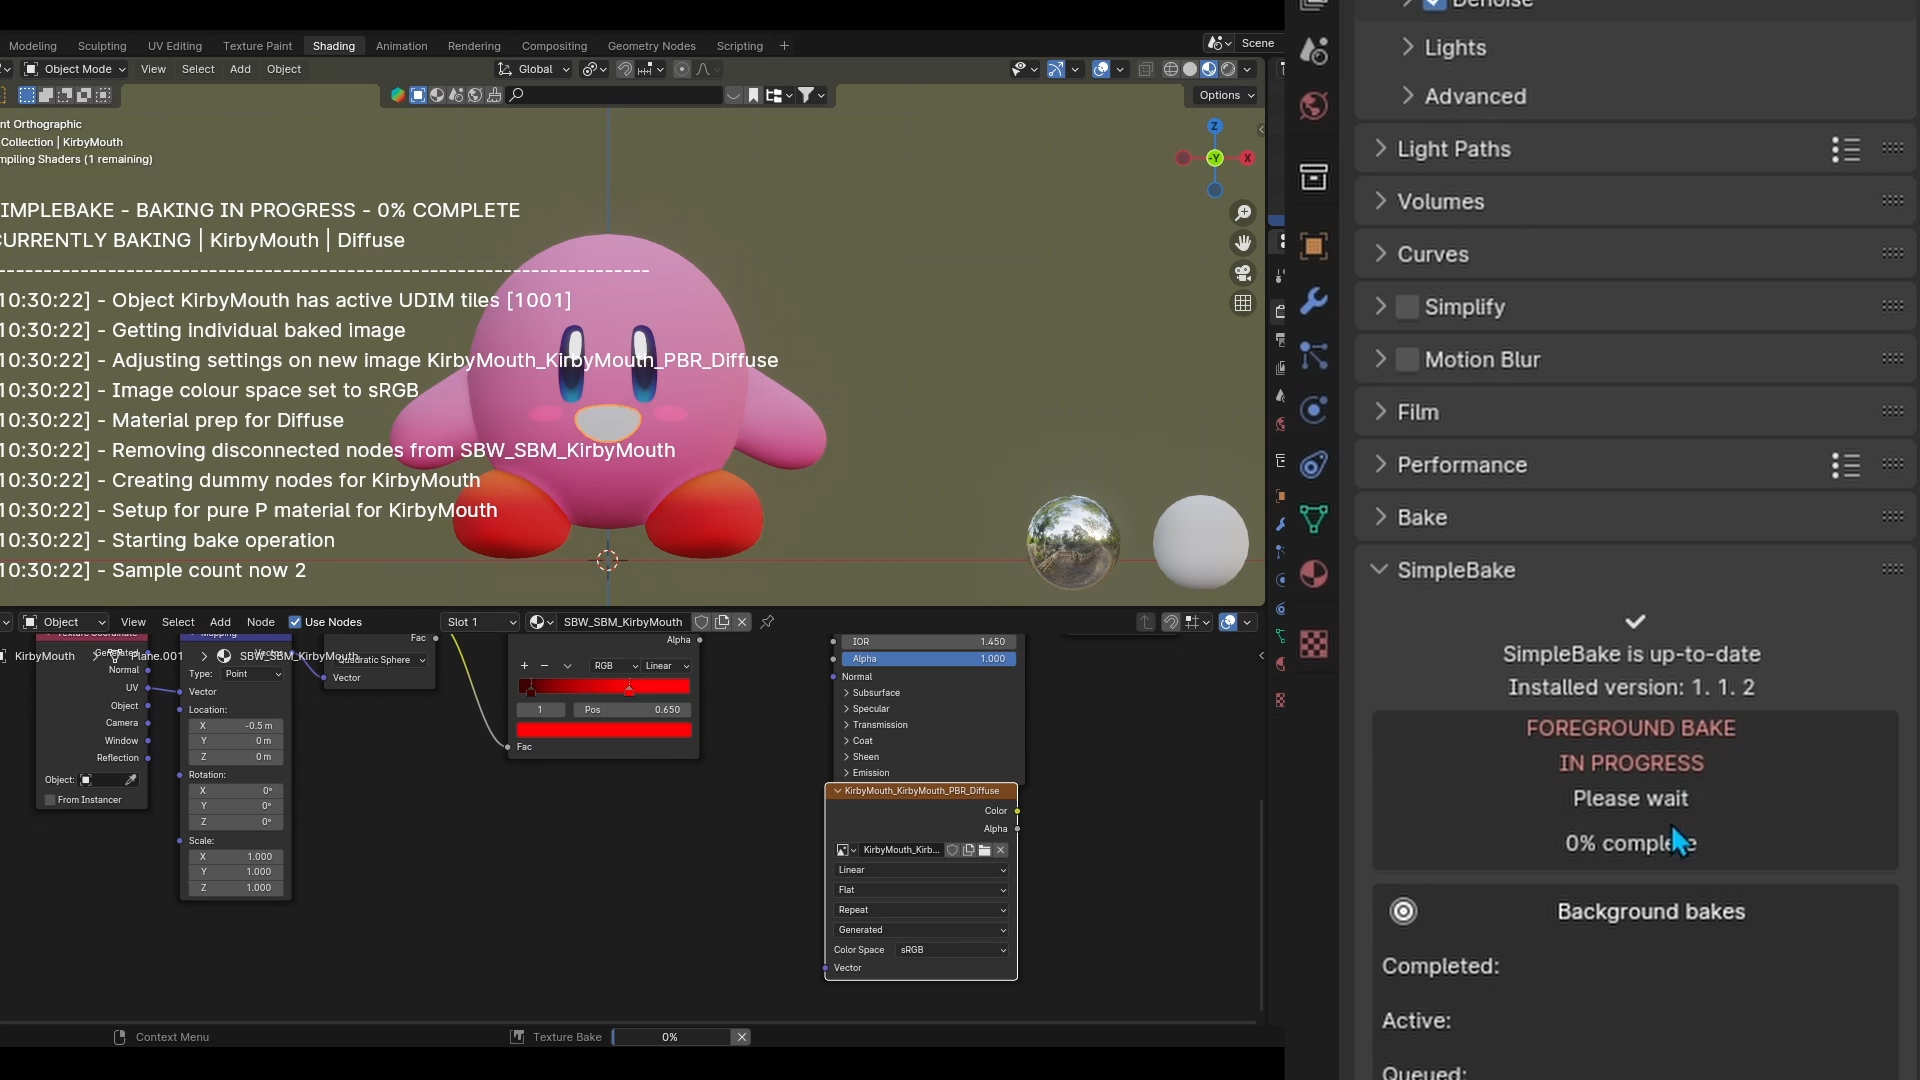 Modeling Sculpting UV Editing Texture Paint Shading Animation Rendering Compositing Geometry Nodes Scripting +
Scene
Object Mode View Select Add Object
Global
Options
nt Orthographic
Collection | KirbyMouth
mpiling Shaders (1 remaining)
Z
-Y
X
IMPLEBAKE - BAKING IN PROGRESS - 0% COMPLETE
CURRENTLY BAKING | KirbyMouth | Diffuse
10:30:22] - Object KirbyMouth has active UDIM tiles [1001]
10:30:22] - Getting individual baked image
10:30:22] - Adjusting settings on new image KirbyMouth_KirbyMouth_PBR_Diffuse
10:30:22] - Image colour space set to sRGB
10:30:22] - Material prep for Diffuse
10:30:22] - Removing disconnected nodes from SBW_SBM_KirbyMouth
10:30:22] - Creating dummy nodes for KirbyMouth
10:30:22] - Setup for pure P material for KirbyMouth
10:30:22] - Starting bake operation
10:30:22] - Sample count now 2
Object View Select Add Node Use Nodes Slot 1 SBW_SBM_KirbyMouth
KirbyMouth > Plane.001 > SBW_SBM_KirbyMouth
Texture Coordinate
Generated
Normal
UV
Object
Camera
Window
Reflection
Object:
From Instancer
Mapping
Vector
Type: Point
Vector
Location:
X -0.5 m
Y 0 m
Z 0 m
Rotation:
X 0°
Y 0°
Z 0°
Scale:
X 1.000
Y 1.000
Z 1.000
Fac
Quadratic Sphere
Vector
Alpha
+ − RGB Linear
1 Pos 0.650
Fac
IOR 1.450
Alpha 1.000
Normal
Subsurface
Specular
Transmission
Coat
Sheen
Emission
KirbyMouth_KirbyMouth_PBR_Diffuse
Color
Alpha
KirbyMouth_Kirb...
Linear
Flat
Repeat
Generated
Color Space sRGB
Vector
Context Menu
Texture Bake 0%
Denoise
Lights
Advanced
Light Paths
Volumes
Curves
Simplify
Motion Blur
Film
Performance
Bake
SimpleBake
SimpleBake is up-to-date
Installed version: 1. 1. 2
FOREGROUND BAKE
IN PROGRESS
Please wait
0% complete
Background bakes
Completed:
Active:
Queued: